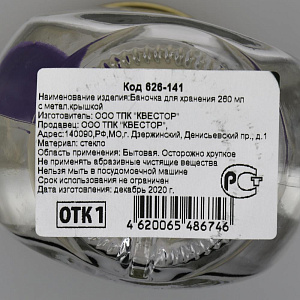 Код 626-141
Наименование изделия:Баночка для хранения 260 мл
с метал.крышкой
Изготовитель: ООО ТПК "КВЕСТОР"
Продавец: ООО ТПК "КВЕСТОР",
Адрес:140090,РФ,МО,г. Дзержинский, Денисьевский пр., д.1
Материал: стекло
Область применения: Бытовая. Осторожно хрупкое
Не применять абразивные чистящие вещества
Нельзя мыть в посудомоечной машине
Срок использования не ограничен
Дата изготовления: декабрь 2020 г.
ОТК 1
4 620065 486746